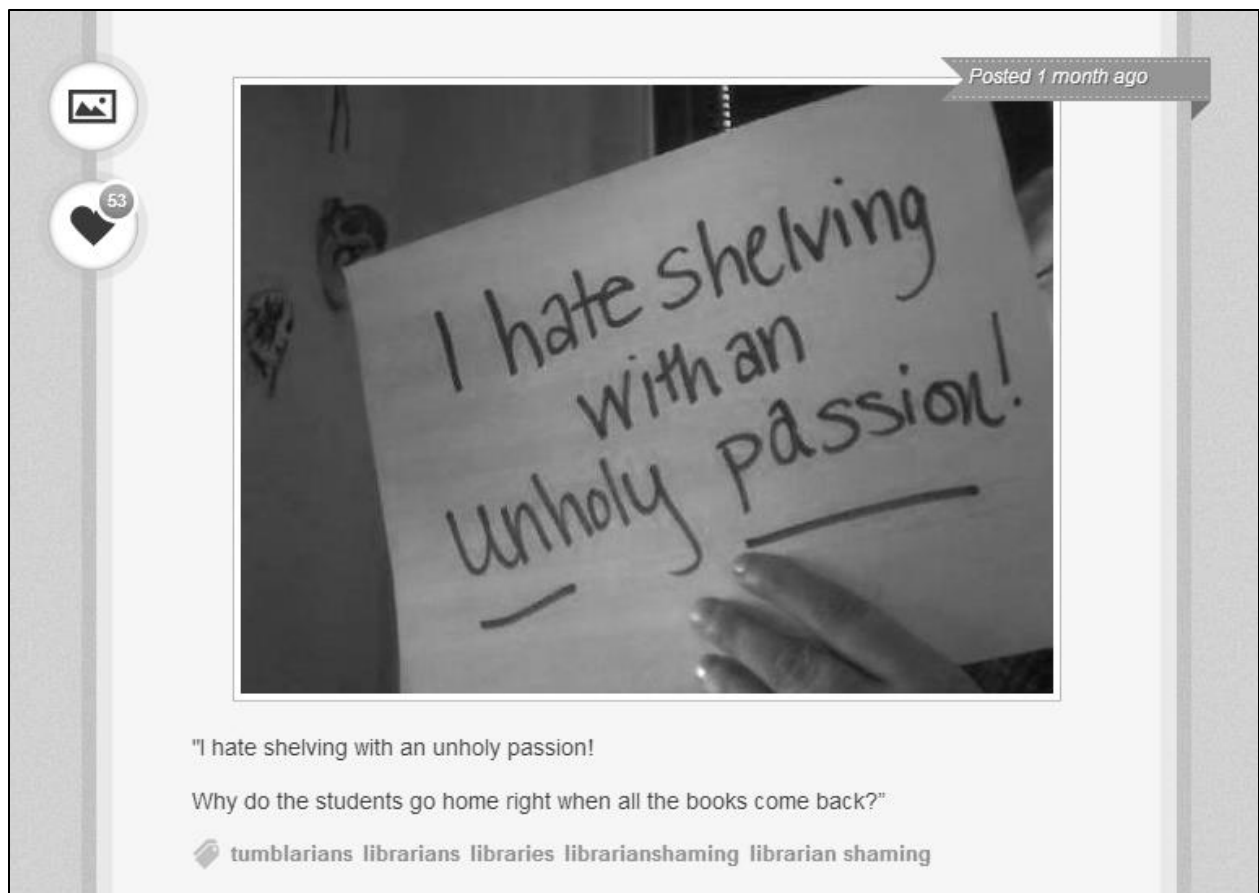 Posted 1 month ago
53
I hate shelving
with an
unholy passion!
"I hate shelving with an unholy passion!
Why do the students go home right when all the books come back?”
tumblarians librarians libraries librarianshaming librarian shaming